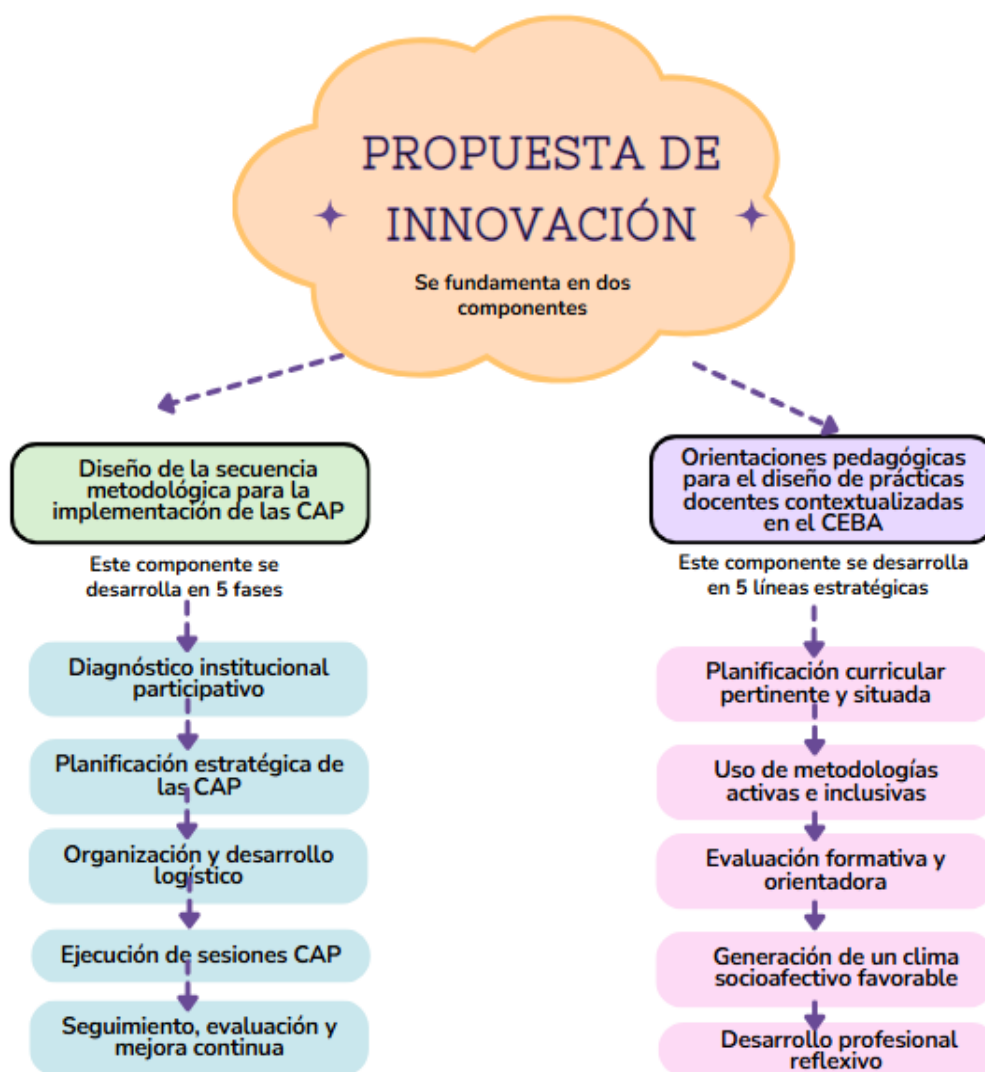 PROPUESTA DE
INNOVACIÓN
Se fundamenta en dos
componentes
Diseño de la secuencia
metodológica para la
implementación de las CAP
Este componente se
desarrolla en 5 fases
Diagnóstico institucional
participativo
Planificación estratégica de
las CAP
Organización y desarrollo
logístico
Ejecución de sesiones CAP
Seguimiento, evaluación y
mejora continua
Orientaciones pedagógicas
para el diseño de prácticas
docentes contextualizadas
en el CEBA
Este componente se desarrolla
en 5 líneas estratégicas
Planificación curricular
pertinente y situada
Uso de metodologías
activas e inclusivas
Evaluación formativa y
orientadora
Generación de un clima
socioafectivo favorable
Desarrollo profesional
reflexivo